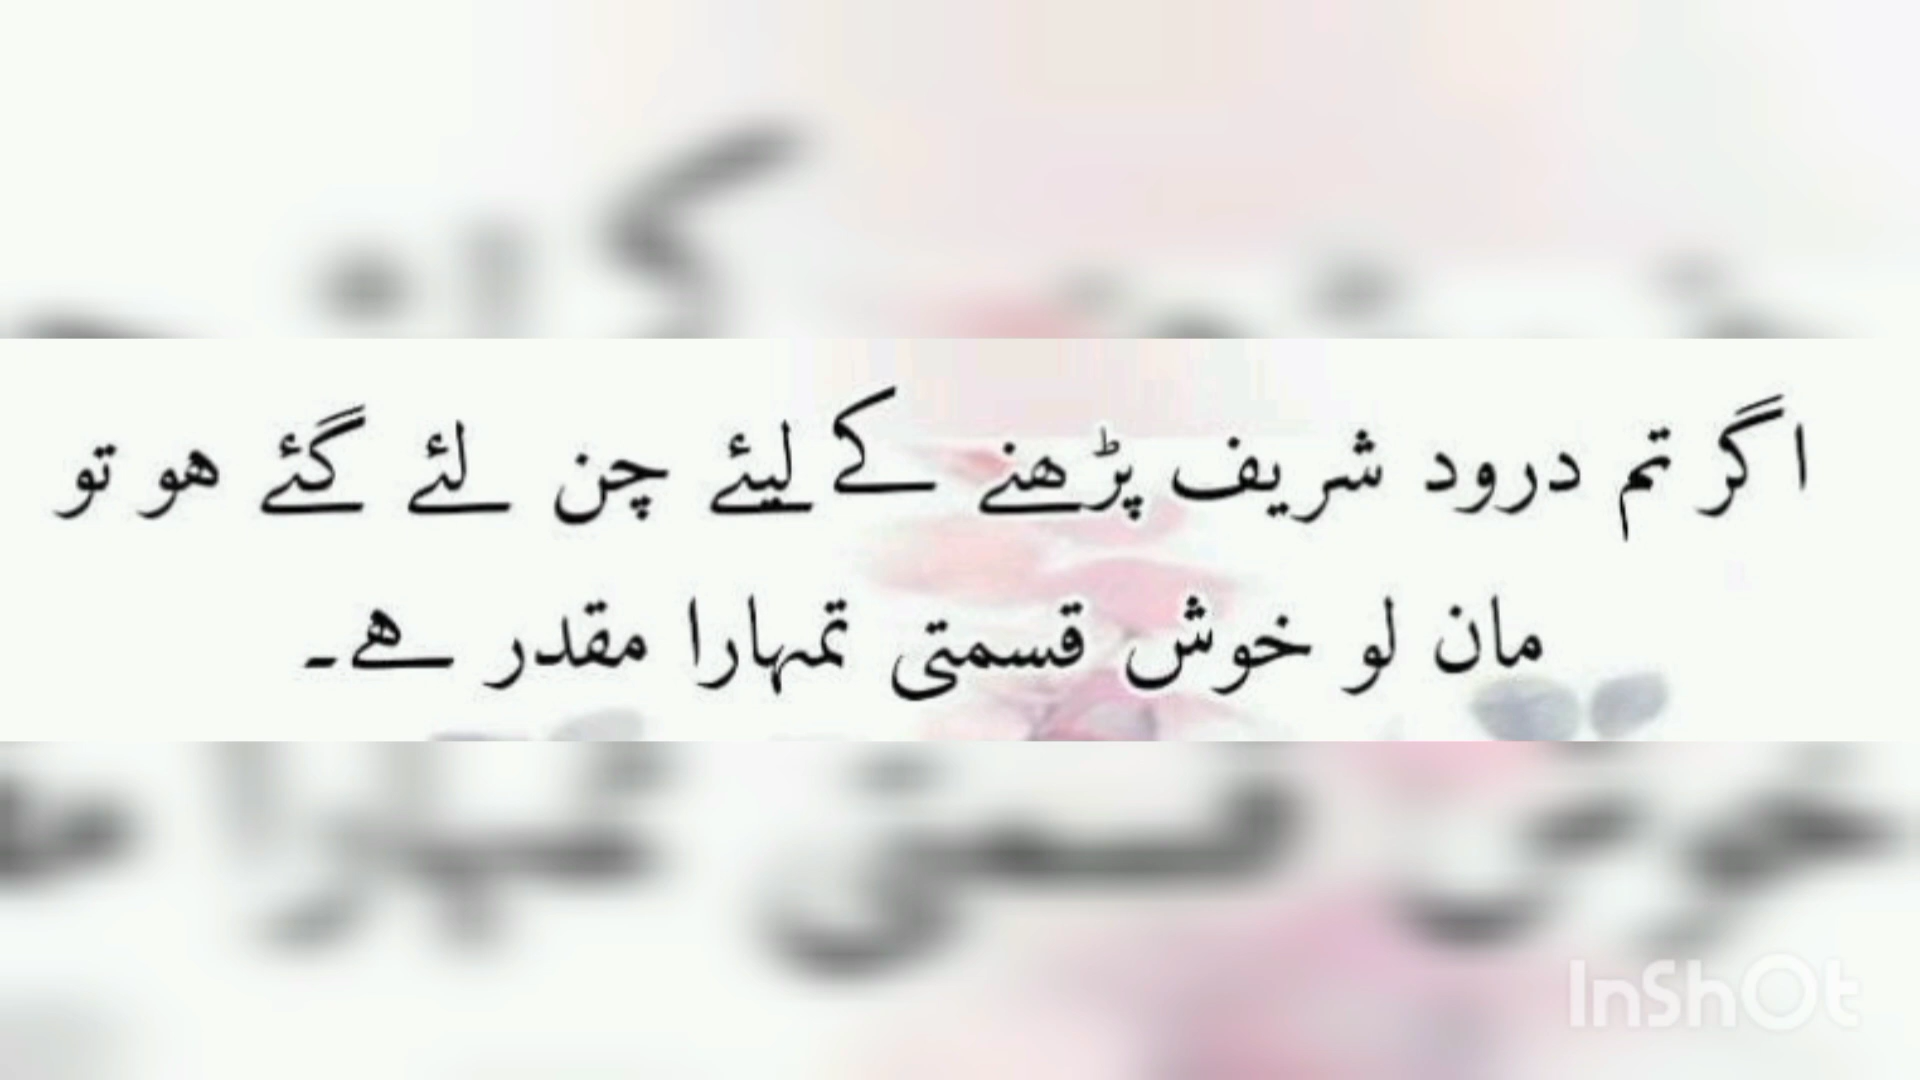 اگر تم درود شریف پڑھنے کے لیئے چن لئے گئے ھو تو
مان لو خوش قسمتی تمہارا مقدر ھے۔
InShOt